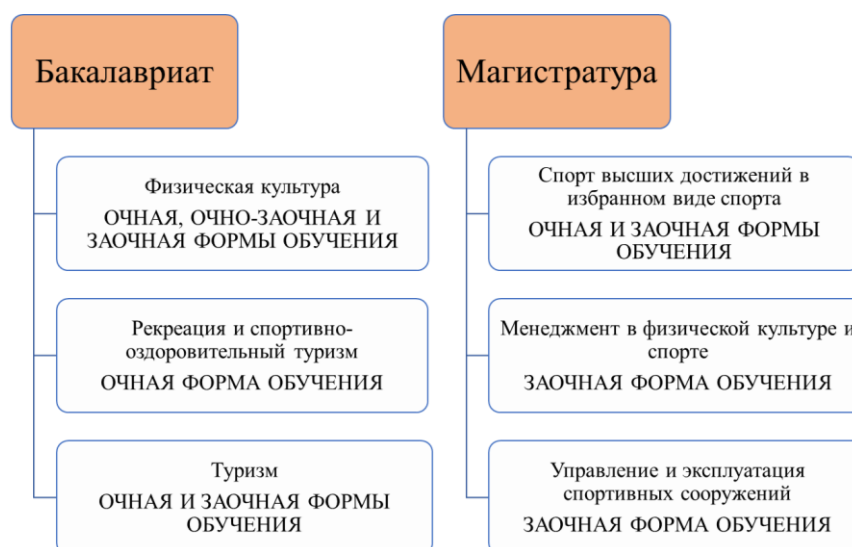 Бакалавриат
Физическая культура
ОЧНАЯ, ОЧНО-ЗАОЧНАЯ И
ЗАОЧНАЯ ФОРМЫ ОБУЧЕНИЯ
Рекреация и спортивно-
оздоровительный туризм
ОЧНАЯ ФОРМА ОБУЧЕНИЯ
Туризм
ОЧНАЯ И ЗАОЧНАЯ ФОРМЫ
ОБУЧЕНИЯ
Магистратура
Спорт высших достижений в
избранном виде спорта
ОЧНАЯ И ЗАОЧНАЯ ФОРМЫ
ОБУЧЕНИЯ
Менеджмент в физической культуре и
спорте
ЗАОЧНАЯ ФОРМА ОБУЧЕНИЯ
Управление и эксплуатация
спортивных сооружений
ЗАОЧНАЯ ФОРМА ОБУЧЕНИЯ